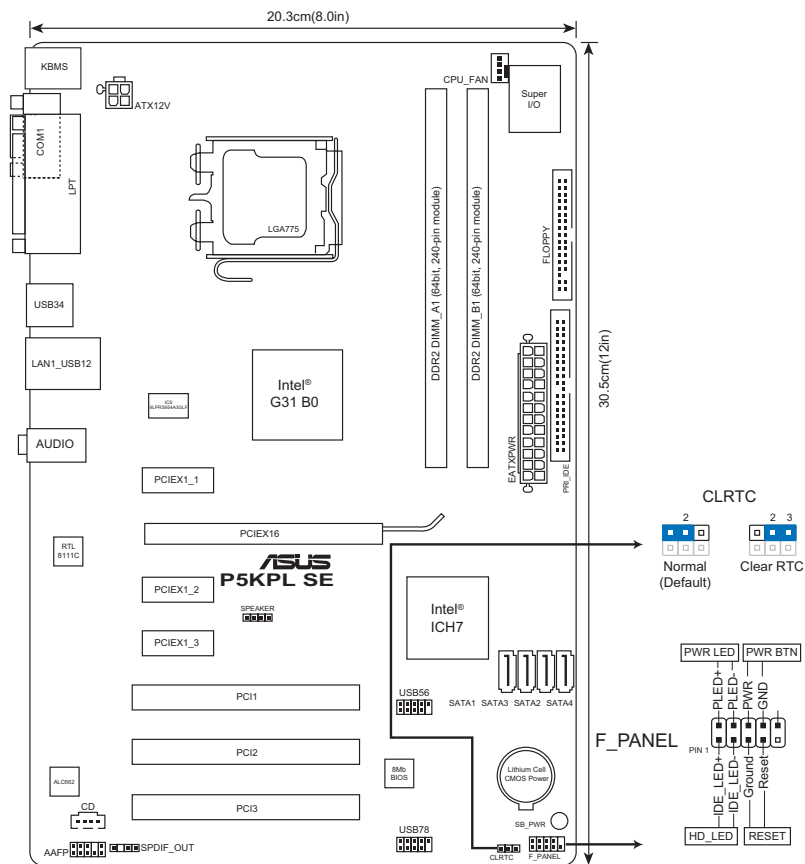 20.3cm(8.0in)
KBMS
ATX12V
CPU_FAN
Super
I/O
COM1
LPT
LGA775
DDR2 DIMM_A1 (64bit, 240-pin module)
DDR2 DIMM_B1 (64bit, 240-pin module)
FLOPPY
30.5cm(12in)
USB34
LAN1_USB12
ICS
9LPRS954AGLF
Intel®
G31 B0
EATXPWR
PRI_IDE
AUDIO
PCIEX1_1
CLRTC
2
2 3
Normal
(Default)
Clear RTC
PCIEX16
RTL
8111C
ASUS
P5KPL SE
PCIEX1_2
SPEAKER
Intel®
ICH7
PCIEX1_3
PWR LED
PWR BTN
PLED+
PLED-
PWR
GND
F_PANEL
PIN 1
IDE_LED+
IDE_LED-
Ground
Reset
HD_LED
RESET
PCI1
USB56
SATA1
SATA3
SATA2
SATA4
PCI2
8Mb
BIOS
Lithium Cell
CMOS Power
ALC662
CD
PCI3
SB_PWR
AAFP
SPDIF_OUT
USB78
CLRTC
F_PANEL